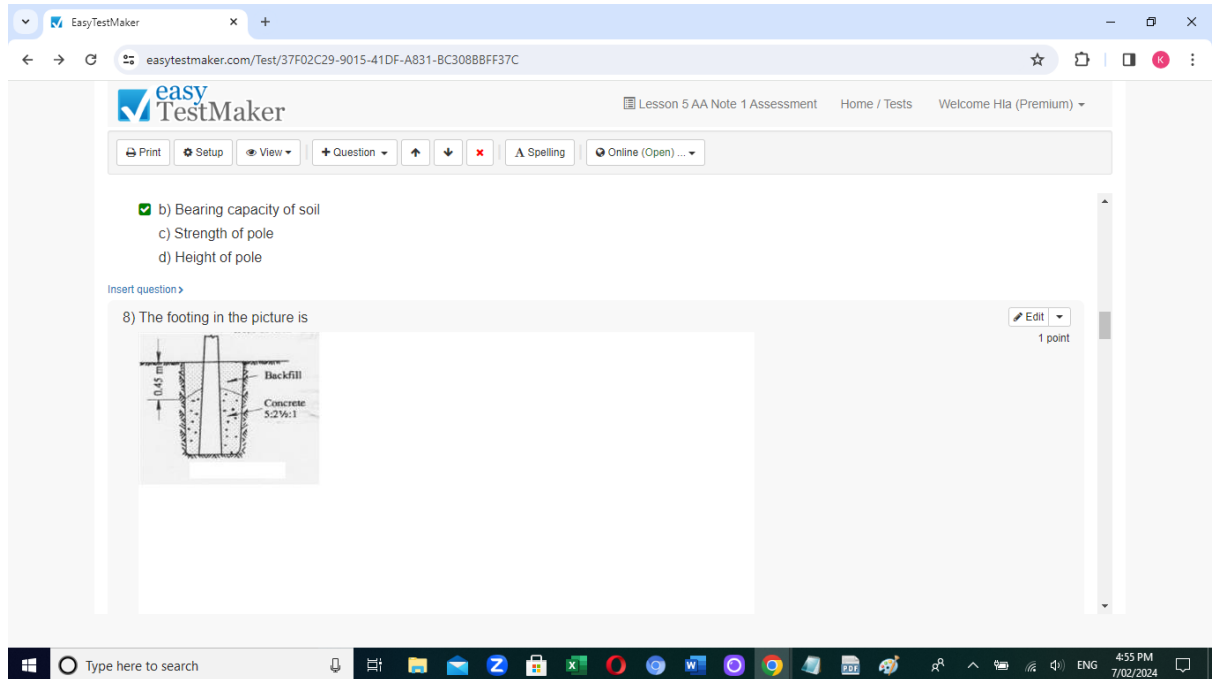 EasyTestMaker
easytestmaker.com/Test/37F02C29-9015-41DF-A831-BC308BBFF37C
K
easy
TestMaker
Lesson 5 AA Note 1 Assessment Home / Tests Welcome Hla (Premium)
Print Setup View + Question A Spelling Online (Open) ...
b) Bearing capacity of soil
c) Strength of pole
d) Height of pole
Insert question
8) The footing in the picture is
Edit
1 point
0.45 m
Backfill
Concrete
5:2½:1
Type here to search
ENG
4:55 PM
7/02/2024